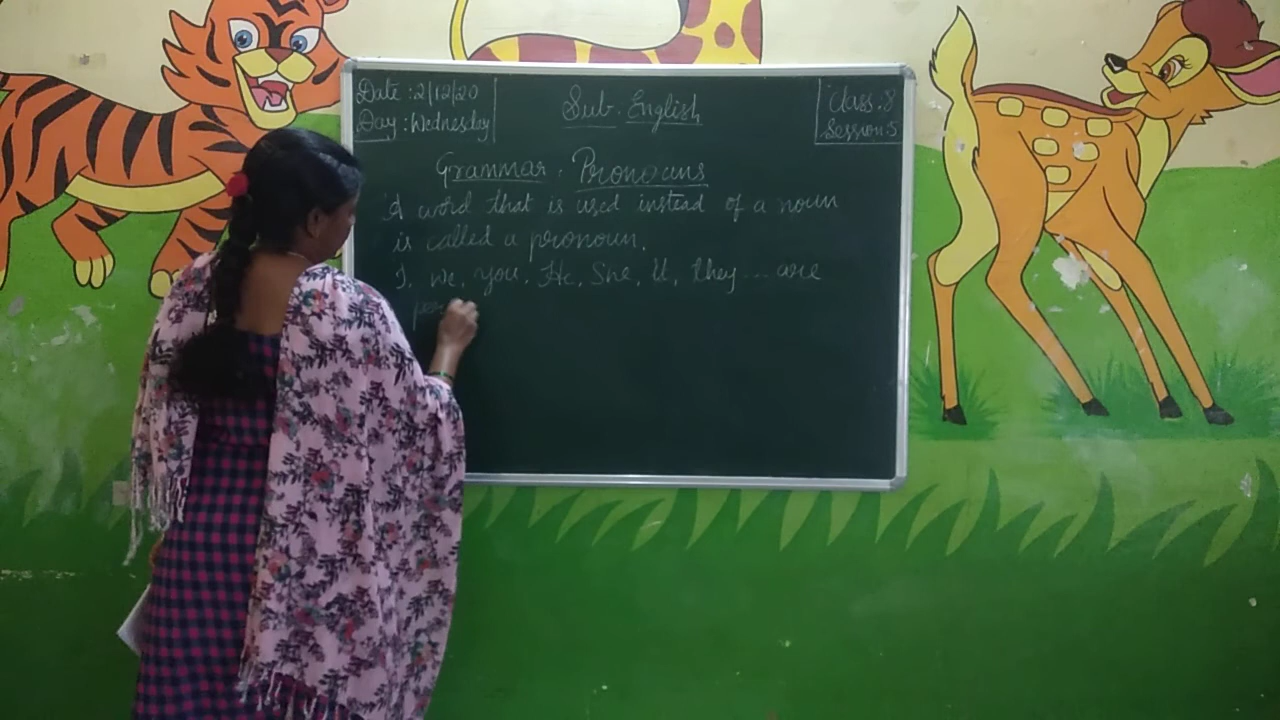 Date : 2/12/20
Day : Wednesday
Sub. English
Class : 8
Session 5
Grammar. Pronouns
A word that is used instead of a noun
is called a pronoun.
I, we, you, He, She, It, they.... are